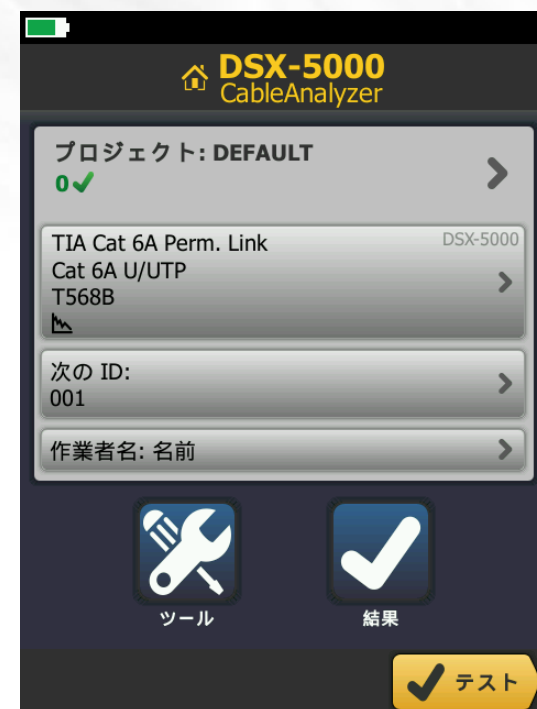 DSX-5000
CableAnalyzer
プロジェクト: DEFAULT
0
TIA Cat 6A Perm. Link
DSX-5000
Cat 6A U/UTP
T568B
次の ID:
001
作業者名: 名前
ツール
結果
テスト